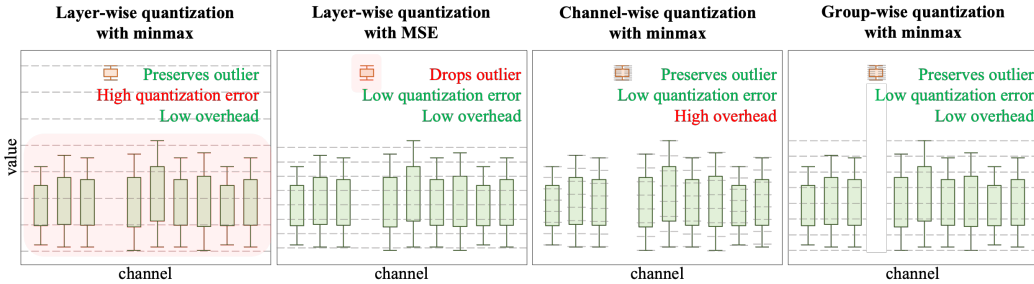 Layer-wise quantization
with minmax
Preserves outlier
High quantization error
Low overhead
value
channel
Layer-wise quantization
with MSE
Drops outlier
Low quantization error
Low overhead
channel
Channel-wise quantization
with minmax
Preserves outlier
Low quantization error
High overhead
channel
Group-wise quantization
with minmax
Preserves outlier
Low quantization error
Low overhead
channel